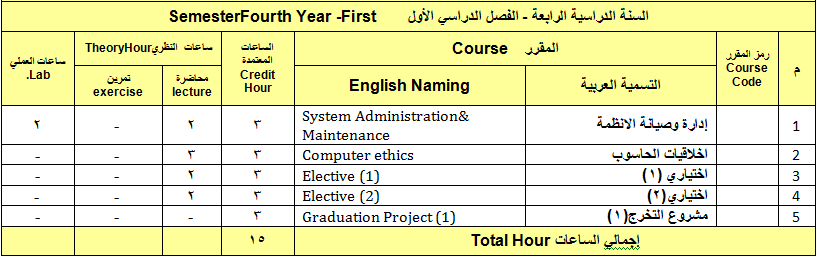 السنة الدراسية الرابعة - الفصل الدراسي الأول SemesterFourth Year -First
م
رمز المقرر
Course
Code
المقرر Course
الساعات
المعتمدة
Credit
Hour
ساعات النظريTheoryHour
ساعات العملي
Lab.
التسمية العربية
English Naming
محاضرة
lecture
تمرين
exercise
1 إدارة وصيانة الانظمة System Administration&
Maintenance ٣ ٢ - ٢
2 اخلاقيات الحاسوب Computer ethics ٣ ٣ - -
3 اختياري (١) Elective (1) ٣ ٢ - -
4 اختياري(٢) Elective (2) ٣ ٢ - -
5 مشروع التخرج(١) Graduation Project (1) ٣ - - -
إجمالي الساعات Total Hour ١٥